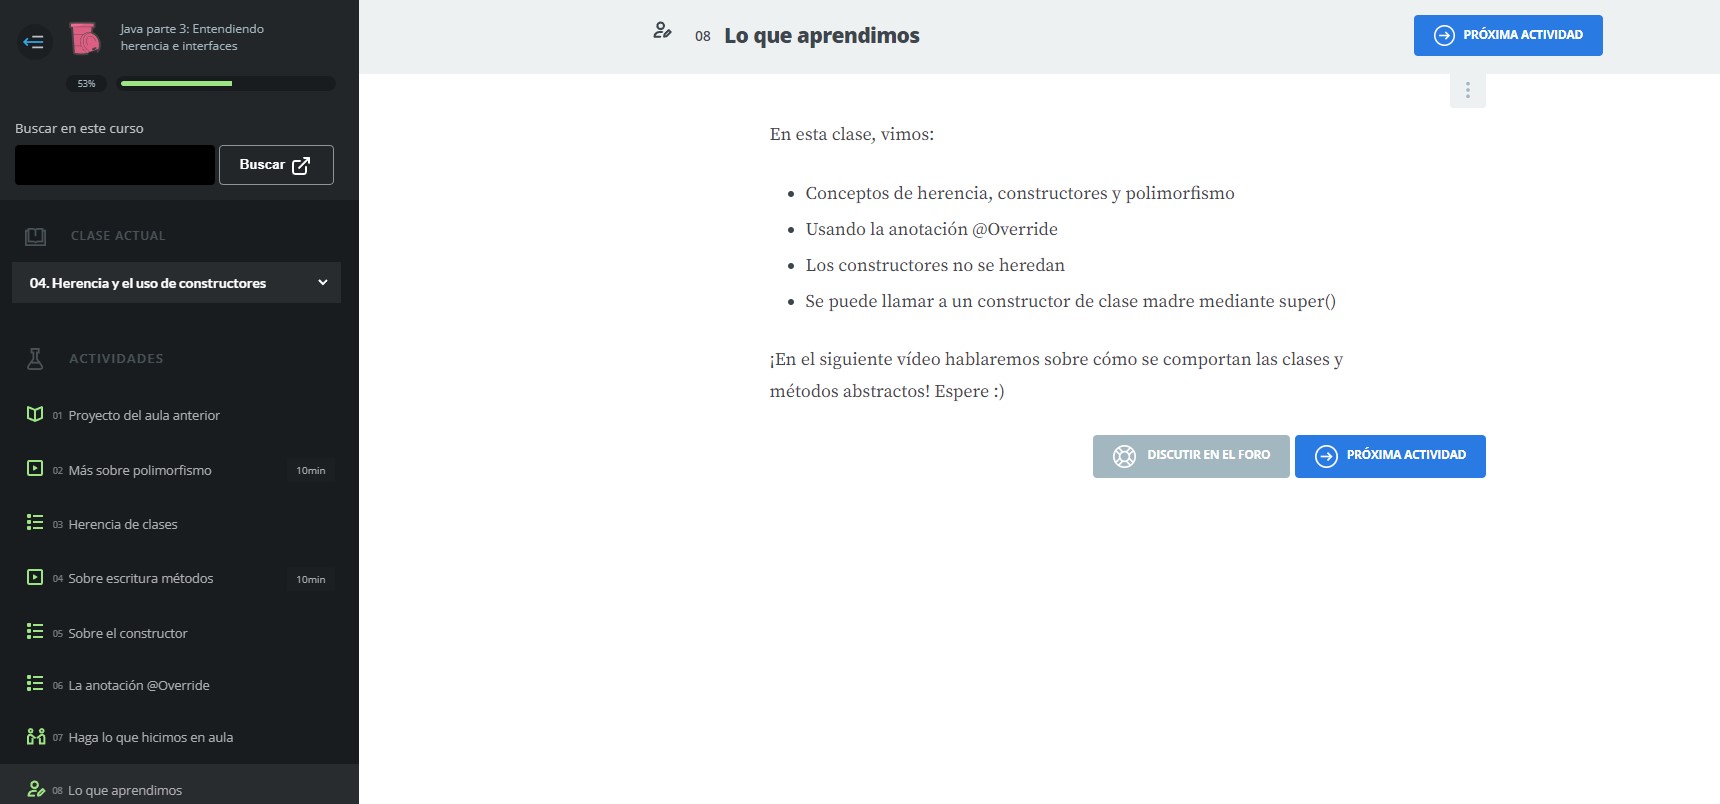 Java parte 3: Entendiendo
herencia e interfaces
53%
Buscar en este curso
Buscar
CLASE ACTUAL
04. Herencia y el uso de constructores
ACTIVIDADES
01 Proyecto del aula anterior
02 Más sobre polimorfismo 10min
03 Herencia de clases
04 Sobre escritura métodos 10min
05 Sobre el constructor
06 La anotación @Override
07 Haga lo que hicimos en aula
08 Lo que aprendimos
08 Lo que aprendimos
PRÓXIMA ACTIVIDAD
En esta clase, vimos:
• Conceptos de herencia, constructores y polimorfismo
• Usando la anotación @Override
• Los constructores no se heredan
• Se puede llamar a un constructor de clase madre mediante super()
¡En el siguiente vídeo hablaremos sobre cómo se comportan las clases y
métodos abstractos! Espere :)
DISCUTIR EN EL FORO
PRÓXIMA ACTIVIDAD